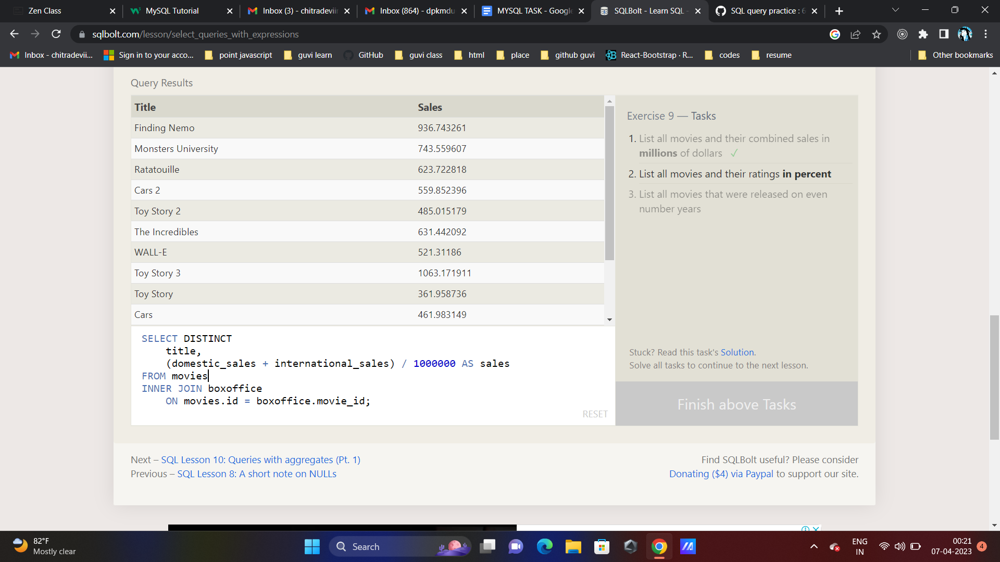 Zen Class
MySQL Tutorial
Inbox (3) - chitradeviin
Inbox (864) - dpkmdu
MYSQL TASK - Google
SQLBolt - Learn SQL -
SQL query practice : 6
sqlbolt.com/lesson/select_queries_with_expressions
Inbox - chitradevii...
Sign in to your acco...
point javascript
guvi learn
GitHub
guvi class
html
place
github guvi
React-Bootstrap · R...
codes
resume
Other bookmarks
Query Results
Title Sales
Finding Nemo 936.743261
Monsters University 743.559607
Ratatouille 623.722818
Cars 2 559.852396
Toy Story 2 485.015179
The Incredibles 631.442092
WALL-E 521.31186
Toy Story 3 1063.171911
Toy Story 361.958736
Cars 461.983149
SELECT DISTINCT
title,
(domestic_sales + international_sales) / 1000000 AS sales
FROM movies
INNER JOIN boxoffice
ON movies.id = boxoffice.movie_id;
RESET
Exercise 9 — Tasks
1. List all movies and their combined sales in
millions of dollars ✓
2. List all movies and their ratings in percent
3. List all movies that were released on even
number years
Stuck? Read this task's Solution.
Solve all tasks to continue to the next lesson.
Finish above Tasks
Next – SQL Lesson 10: Queries with aggregates (Pt. 1)
Previous – SQL Lesson 8: A short note on NULLs
Find SQLBolt useful? Please consider
Donating ($4) via Paypal to support our site.
82°F
Mostly clear
Search
ENG
IN
00:21
07-04-2023
4